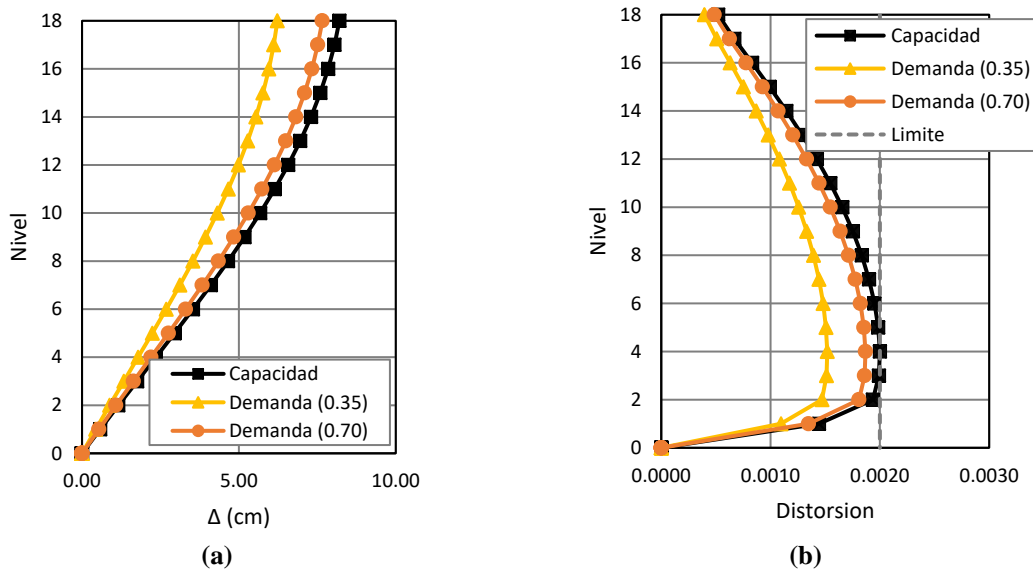 18
16
14
12
10
8
6
4
2
0
Nivel
Capacidad
Demanda (0.35)
Demanda (0.70)
0.00
5.00
10.00
Δ (cm)
(a)
18
16
14
12
10
8
6
4
2
0
Nivel
Capacidad
Demanda (0.35)
Demanda (0.70)
Limite
0.0000
0.0010
0.0020
0.0030
Distorsion
(b)